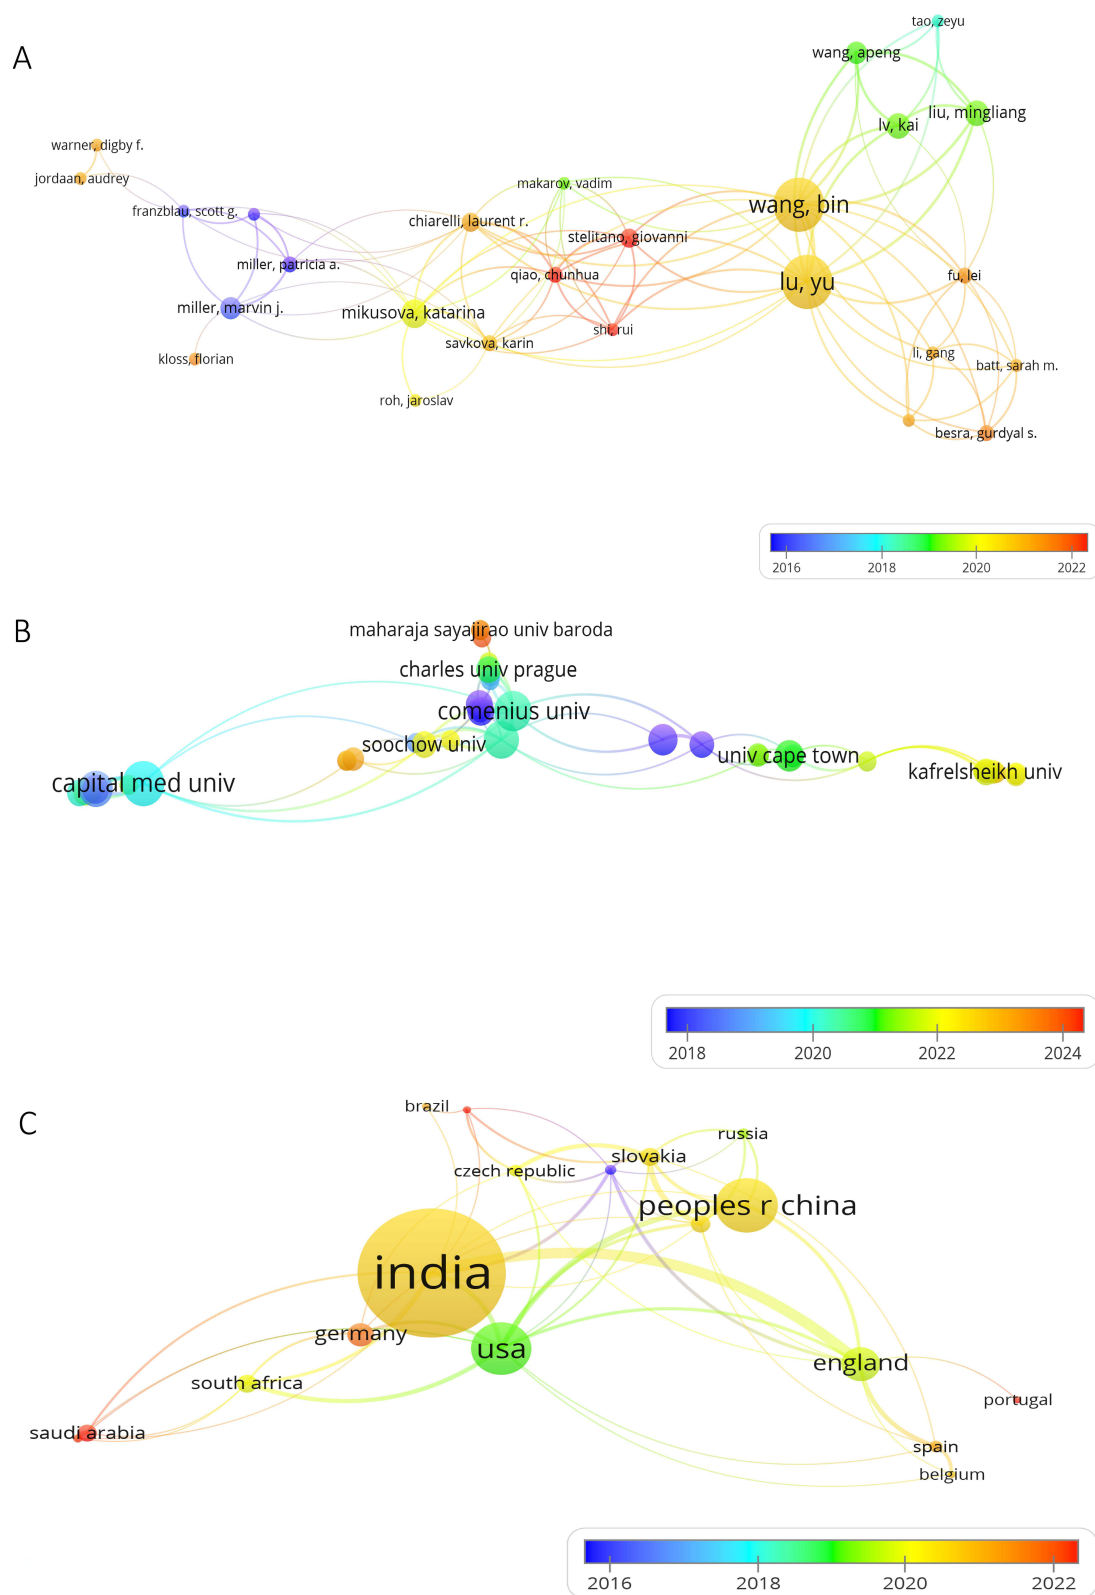 A
tao, zeyu
wang, apeng
liu, mingliang
lv, kai
warner, digby f.
jordaan, audrey
makarov, vadim
franzblau, scott g.
chiarelli, laurent r.
wang, bin
stelitano, giovanni
miller, patricia a.
qiao, chunhua
fu, lei
lu, yu
miller, marvin j.
mikusova, katarina
shi, rui
savkova, karin
li, gang
kloss, florian
batt, sarah m.
roh, jaroslav
besra, gurdyal s.
2016 2018 2020 2022
B
maharaja sayajirao univ baroda
charles univ prague
comenius univ
soochow univ
univ cape town
kafrelsheikh univ
capital med univ
2018 2020 2022 2024
C
brazil
russia
slovakia
czech republic
peoples r china
india
germany
usa
england
south africa
portugal
saudi arabia
spain
belgium
2016 2018 2020 2022